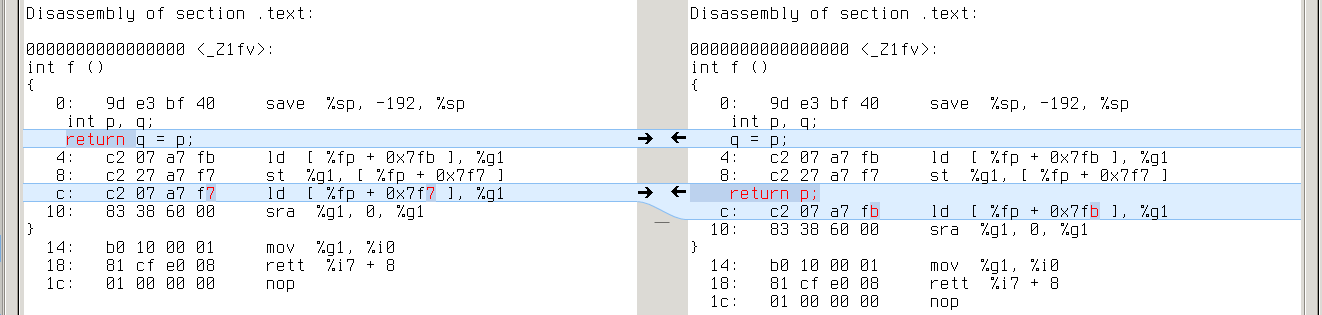 Disassembly of section .text:
0000000000000000 <_Z1fv>:
int f ()
{
0: 9d e3 bf 40 save %sp, -192, %sp
int p, q;
return q = p;
4: c2 07 a7 fb ld [ %fp + 0x7fb ], %g1
8: c2 27 a7 f7 st %g1, [ %fp + 0x7f7 ]
c: c2 07 a7 f7 ld [ %fp + 0x7f7 ], %g1
10: 83 38 60 00 sra %g1, 0, %g1
}
14: b0 10 00 01 mov %g1, %i0
18: 81 cf e0 08 rett %i7 + 8
1c: 01 00 00 00 nop
Disassembly of section .text:
0000000000000000 <_Z1fv>:
int f ()
{
0: 9d e3 bf 40 save %sp, -192, %sp
int p, q;
q = p;
4: c2 07 a7 fb ld [ %fp + 0x7fb ], %g1
8: c2 27 a7 f7 st %g1, [ %fp + 0x7f7 ]
return p;
c: c2 07 a7 fb ld [ %fp + 0x7fb ], %g1
10: 83 38 60 00 sra %g1, 0, %g1
}
14: b0 10 00 01 mov %g1, %i0
18: 81 cf e0 08 rett %i7 + 8
1c: 01 00 00 00 nop